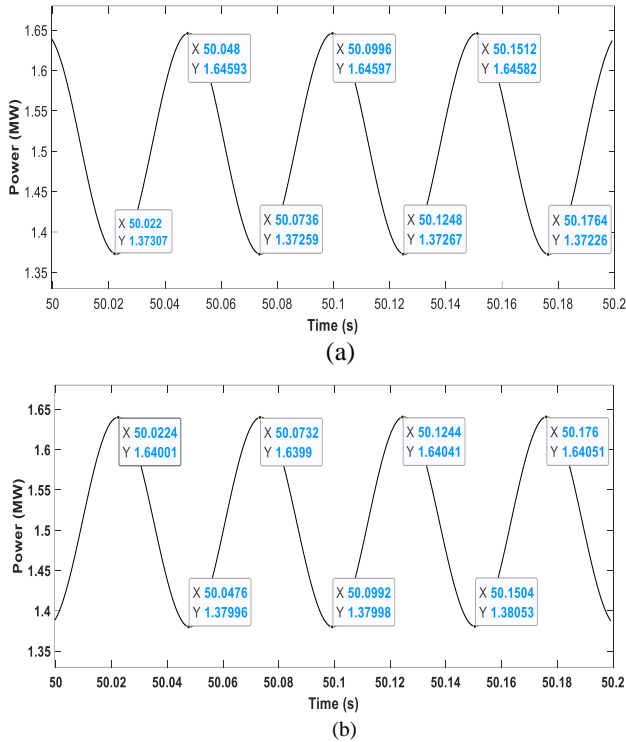 1.65
1.6
1.55
1.5
1.45
1.4
1.35
Power (MW)
X 50.048
Y 1.64593
X 50.0996
Y 1.64597
X 50.1512
Y 1.64582
X 50.022
Y 1.37307
X 50.0736
Y 1.37259
X 50.1248
Y 1.37267
X 50.1764
Y 1.37226
50 50.02 50.04 50.06 50.08 50.1 50.12 50.14 50.16 50.18 50.2
Time (s)
(a)
1.65
1.6
1.55
1.5
1.45
1.4
1.35
Power (MW)
X 50.0224
Y 1.64001
X 50.0732
Y 1.6399
X 50.1244
Y 1.64041
X 50.176
Y 1.64051
X 50.0476
Y 1.37996
X 50.0992
Y 1.37998
X 50.1504
Y 1.38053
50 50.02 50.04 50.06 50.08 50.1 50.12 50.14 50.16 50.18 50.2
Time (s)
(b)